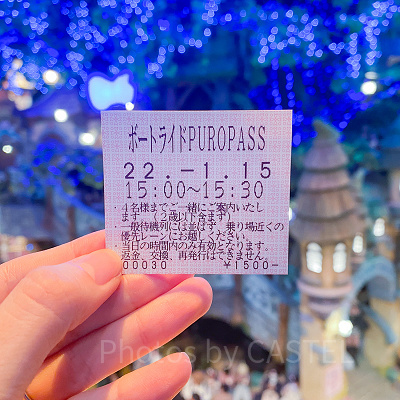 ボートライドPUROPASS
22.-1.15
15:00~15:30
・4名様までご一緒にご案内いたし
ます。（2歳以下含ます）
・一般待機列には並ばず、乗り場近くの
優先レーンにお越しください。
・当日の時間内のみ有効となります。
返金、交換、再発行はできません。
00030 ¥1500-
Photos by CASTEL